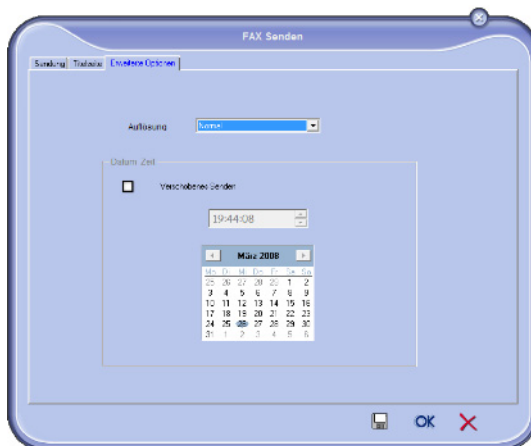 FAX Senden
Sendung Titelseite Erweiterte Optionen
Auflösung Normal
Datum Zeit
Verschobenes Senden
19:44:08
März 2008
Mo Di Mi Do Fr Sa So
25 26 27 28 29 1 2
3 4 5 6 7 8 9
10 11 12 13 14 15 16
17 18 19 20 21 22 23
24 25 26 27 28 29 30
31 1 2 3 4 5 6
OK